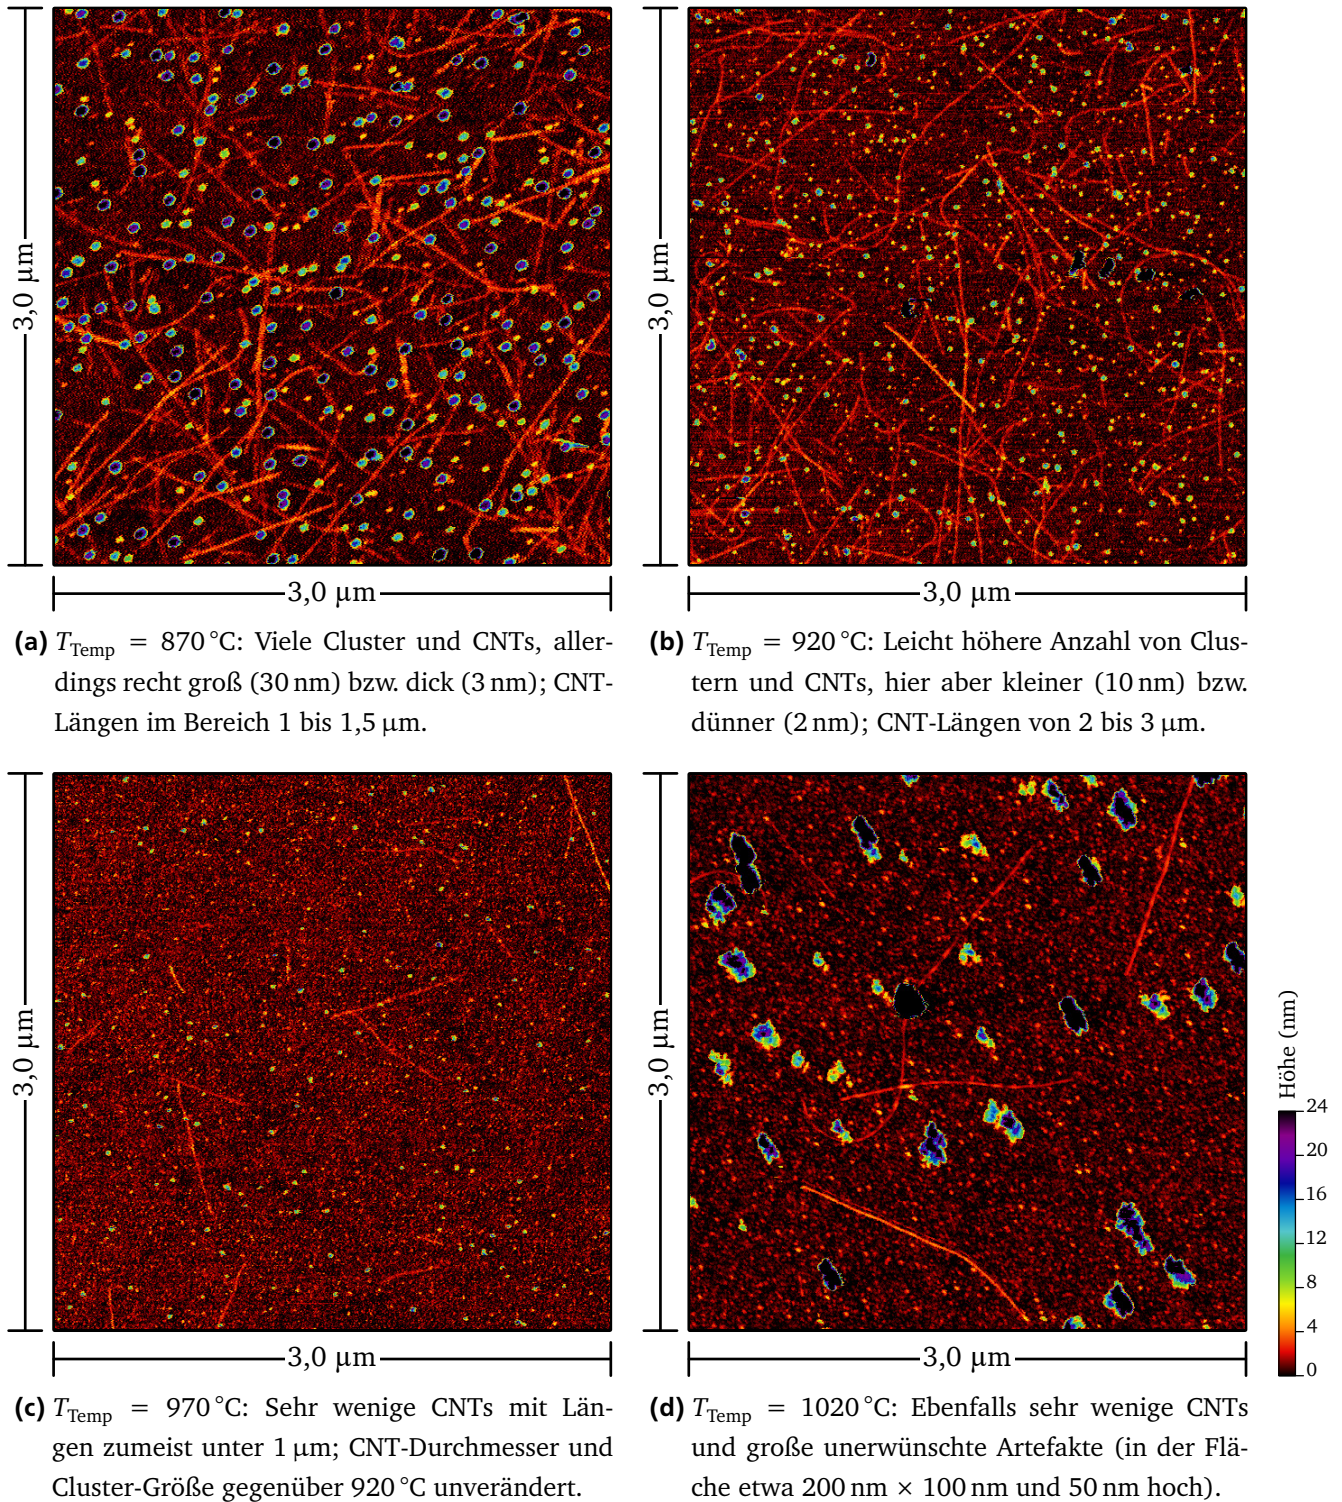 3,0 µm
3,0 µm
3,0 µm
3,0 µm
(a) T_Temp = 870 °C: Viele Cluster und CNTs, aller-
dings recht groß (30 nm) bzw. dick (3 nm); CNT-
Längen im Bereich 1 bis 1,5 µm.
(b) T_Temp = 920 °C: Leicht höhere Anzahl von Clus-
tern und CNTs, hier aber kleiner (10 nm) bzw.
dünner (2 nm); CNT-Längen von 2 bis 3 µm.
3,0 µm
3,0 µm
Höhe (nm)
24
20
16
12
8
4
0
3,0 µm
3,0 µm
(c) T_Temp = 970 °C: Sehr wenige CNTs mit Län-
gen zumeist unter 1 µm; CNT-Durchmesser und
Cluster-Größe gegenüber 920 °C unverändert.
(d) T_Temp = 1020 °C: Ebenfalls sehr wenige CNTs
und große unerwünschte Artefakte (in der Flä-
che etwa 200 nm × 100 nm und 50 nm hoch).